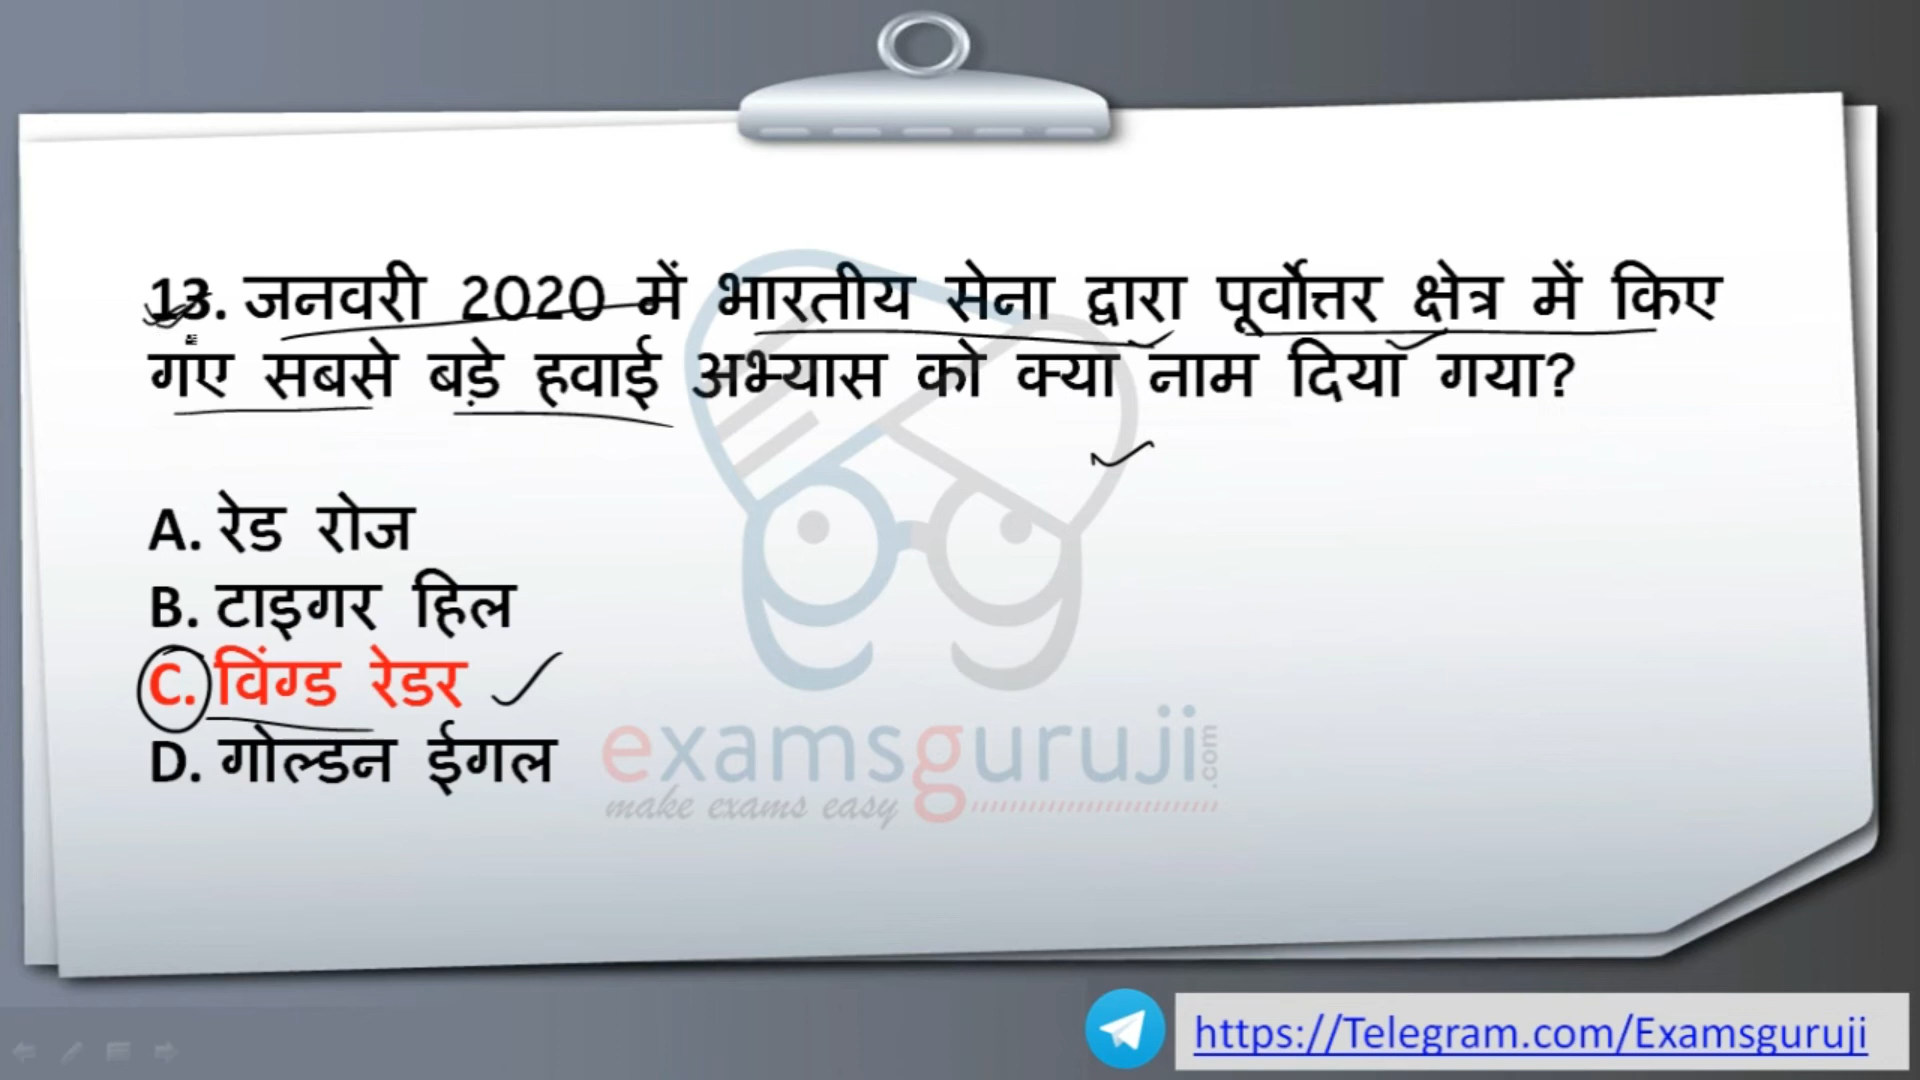 13. जनवरी 2020 में भारतीय सेना द्वारा पूर्वोत्तर क्षेत्र में किए
गए सबसे बड़े हवाई अभ्यास को क्या नाम दिया गया?
A. रेड रोज
B. टाइगर हिल
C. विंग्ड रेडर
D. गोल्डन ईगल
examsguruji.com
make exams easy
https://Telegram.com/Examsguruji